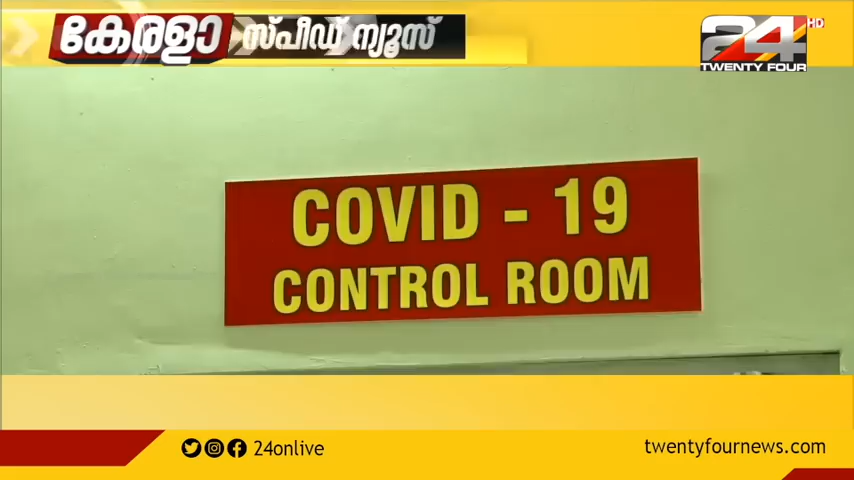 കേരളാ സ്പീഡ് ന്യൂസ്
24 HD
TWENTY FOUR
COVID - 19
CONTROL ROOM
24onlive
twentyfournews.com